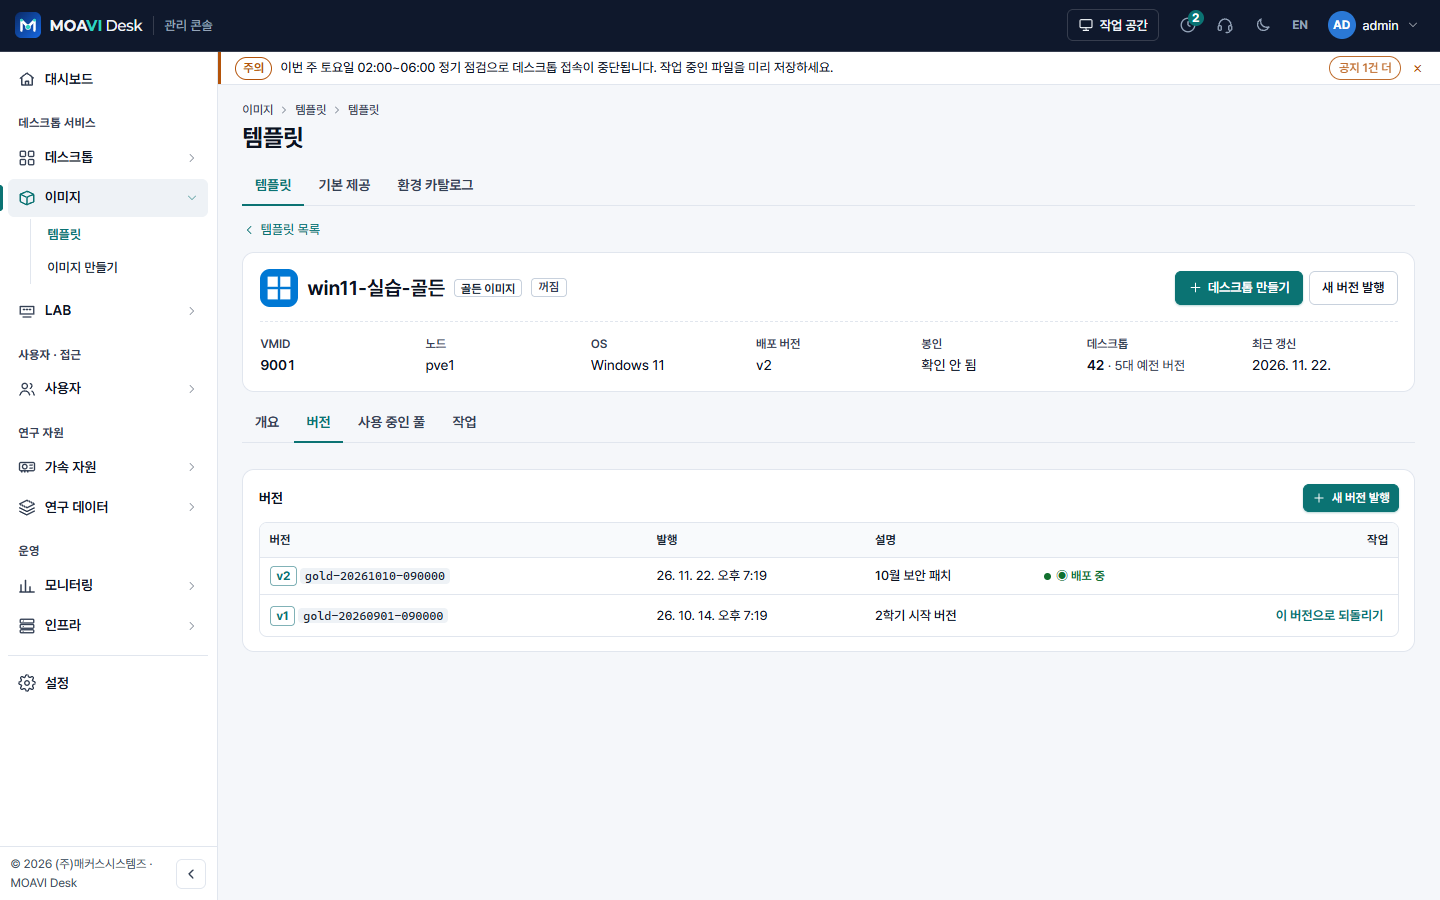 MOAVI Desk 관리 콘솔
작업 공간
2
EN
AD admin
주의 이번 주 토요일 02:00~06:00 정기 점검으로 데스크톱 접속이 중단됩니다. 작업 중인 파일을 미리 저장하세요.
공지 1건 더
대시보드
데스크톱 서비스
데스크톱
이미지
템플릿
이미지 만들기
LAB
사용자 · 접근
사용자
연구 자원
가속 자원
연구 데이터
운영
모니터링
인프라
설정
© 2026 (주)매커스시스템즈 ·
MOAVI Desk
이미지 > 템플릿 > 템플릿
템플릿
템플릿 기본 제공 환경 카탈로그
템플릿 목록
win11-실습-골든 골든 이미지 꺼짐
+ 데스크톱 만들기 새 버전 발행
VMID 노드 OS 배포 버전 봉인 데스크톱 최근 갱신
9001 pve1 Windows 11 v2 확인 안 됨 42 · 5대 예전 버전 2026. 11. 22.
개요 버전 사용 중인 풀 작업
버전
+ 새 버전 발행
버전 발행 설명 작업
v2 gold-20261010-090000 26. 11. 22. 오후 7:19 10월 보안 패치 ● ◉ 배포 중
v1 gold-20260901-090000 26. 10. 14. 오후 7:19 2학기 시작 버전 이 버전으로 되돌리기